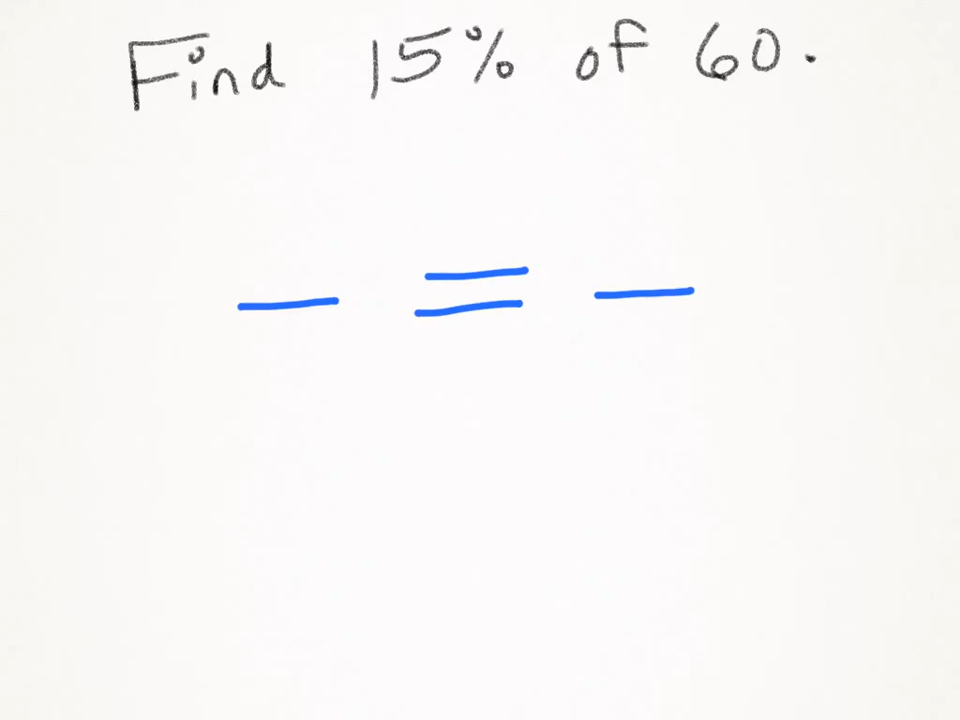 Find 15% of 60.
— = —